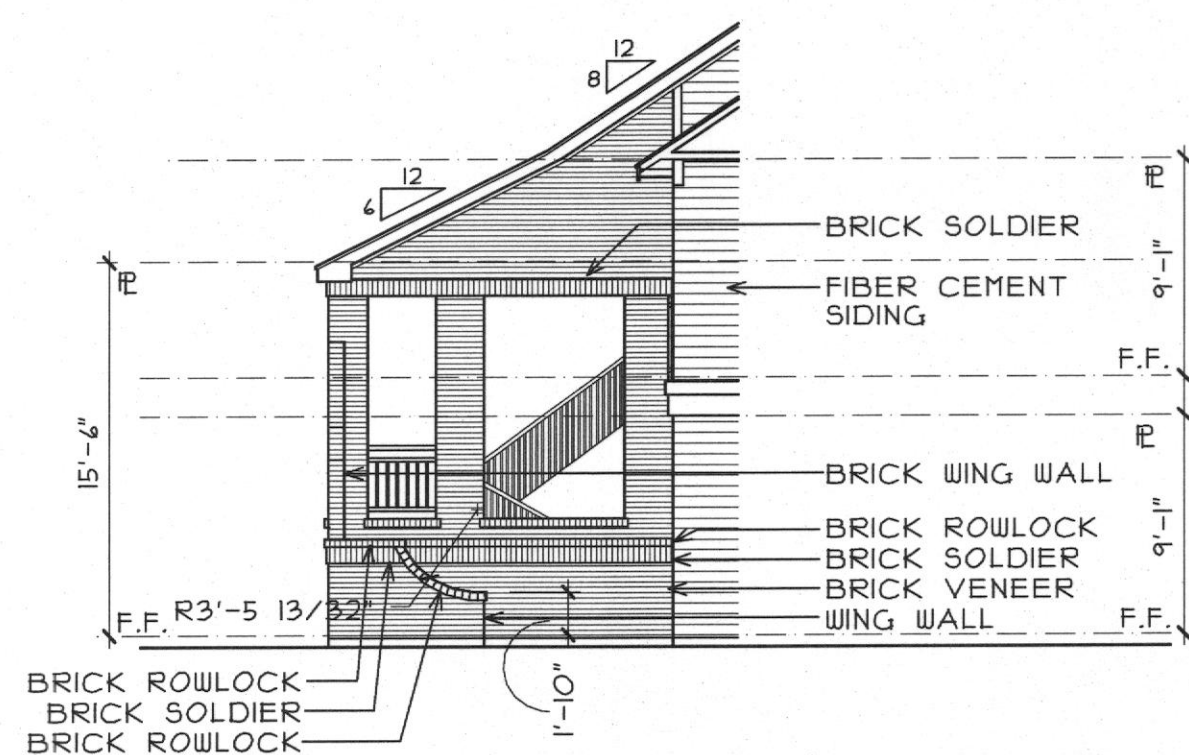 12
8
12
6
PL
BRICK SOLDIER
9'-1"
PL
FIBER CEMENT
SIDING
F.F.
15'-6"
PL
BRICK WING WALL
BRICK ROWLOCK
9'-1"
BRICK SOLDIER
BRICK VENEER
R3'-5 13/32"
F.F.
WING WALL
F.F.
BRICK ROWLOCK
BRICK SOLDIER
1'-10"
BRICK ROWLOCK